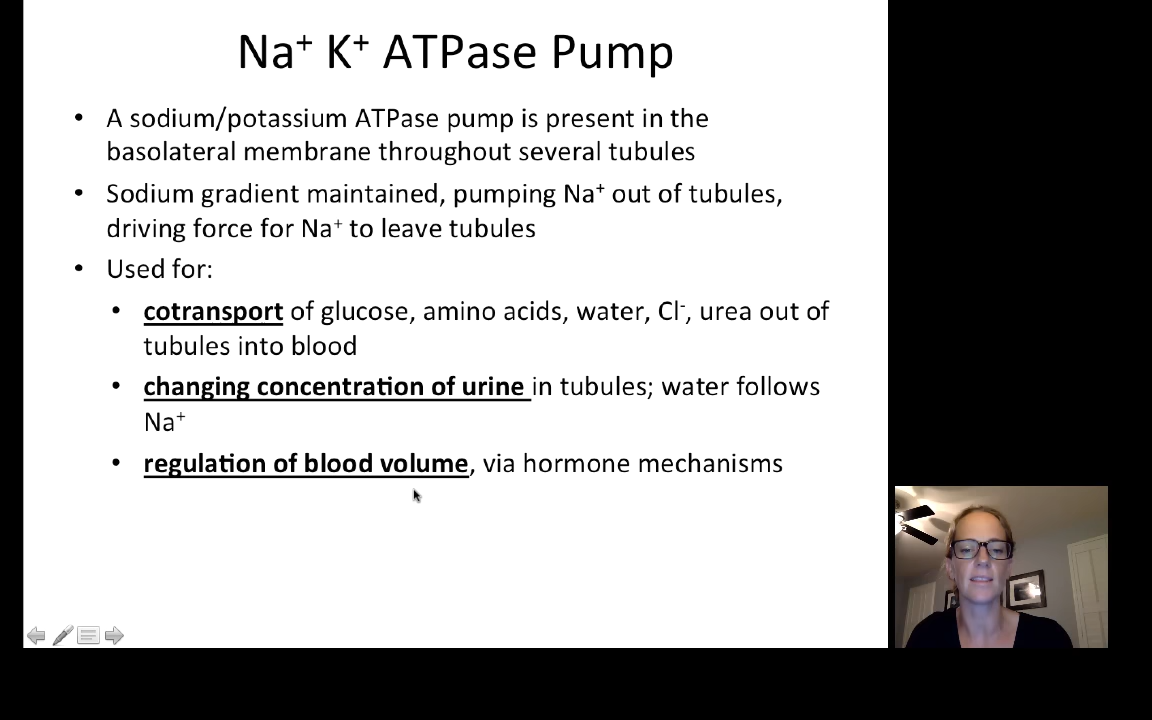 Na⁺ K⁺ ATPase Pump
• A sodium/potassium ATPase pump is present in the
basolateral membrane throughout several tubules
• Sodium gradient maintained, pumping Na⁺ out of tubules,
driving force for Na⁺ to leave tubules
• Used for:
• cotransport of glucose, amino acids, water, Cl⁻, urea out of
tubules into blood
• changing concentration of urine in tubules; water follows
Na⁺
• regulation of blood volume, via hormone mechanisms